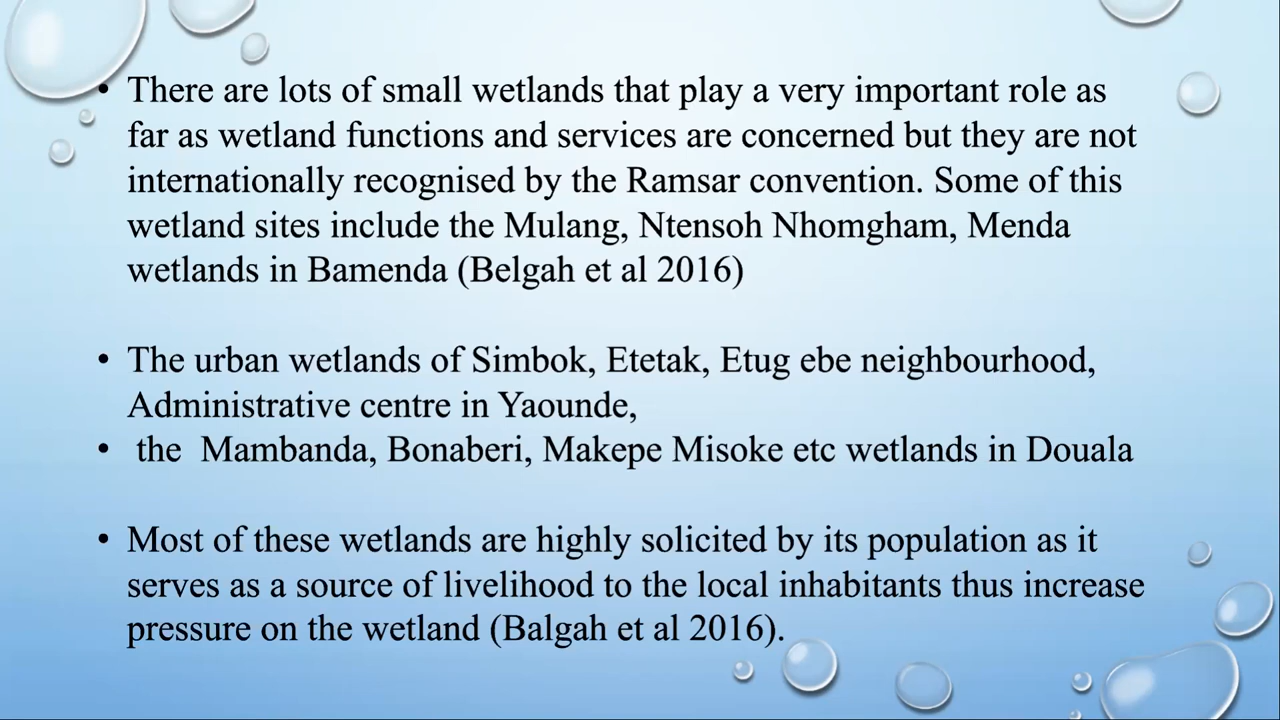 • There are lots of small wetlands that play a very important role as
far as wetland functions and services are concerned but they are not
internationally recognised by the Ramsar convention. Some of this
wetland sites include the Mulang, Ntensoh Nhomgham, Menda
wetlands in Bamenda (Belgah et al 2016)
• The urban wetlands of Simbok, Etetak, Etug ebe neighbourhood,
Administrative centre in Yaounde,
• the Mambanda, Bonaberi, Makepe Misoke etc wetlands in Douala
• Most of these wetlands are highly solicited by its population as it
serves as a source of livelihood to the local inhabitants thus increase
pressure on the wetland (Balgah et al 2016).